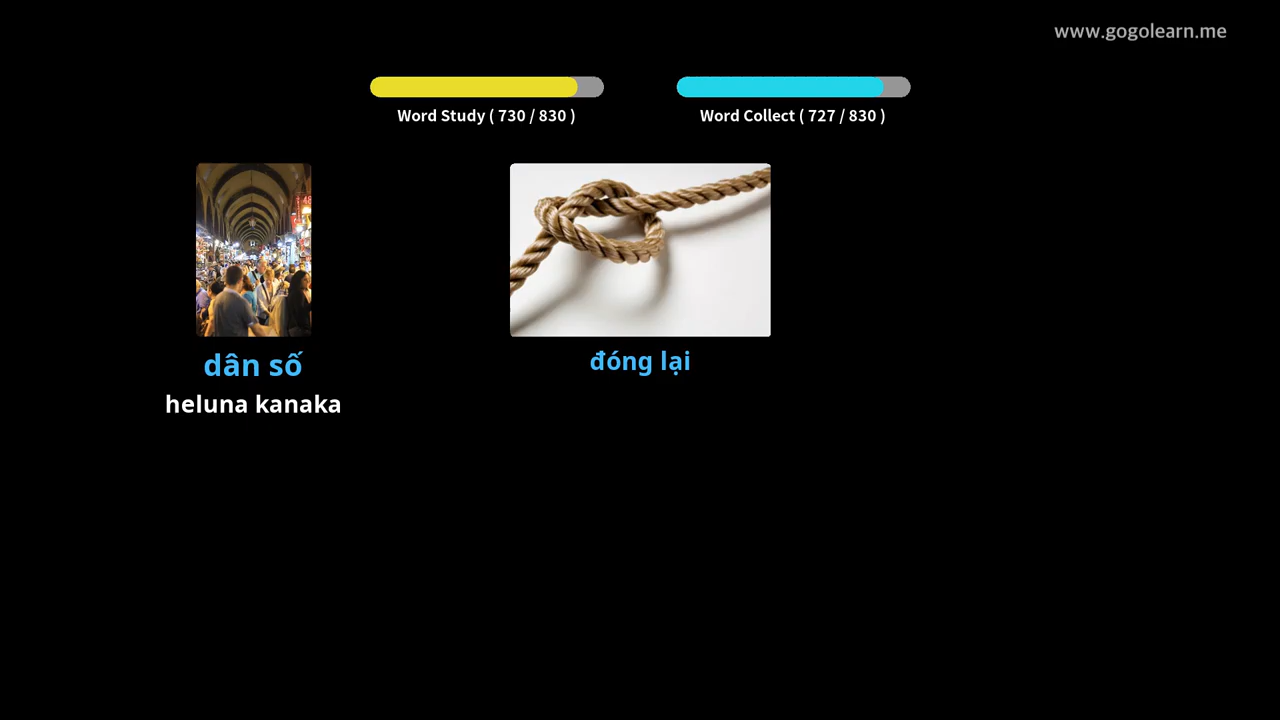 www.gogolearn.me
Word Study ( 730 / 830 )
Word Collect ( 727 / 830 )
dân số
heluna kanaka
đóng lại